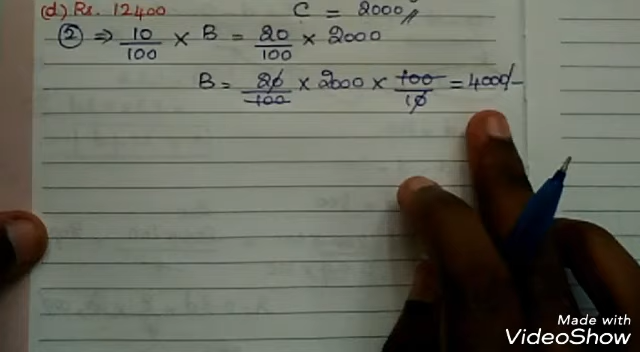 (d) Rs. 12400
C = 2000//
② ⇒ 10/100 × B = 20/100 × 2000
B = 20/100 × 2000 × 100/10 = 4000/-
Made with
VideoShow